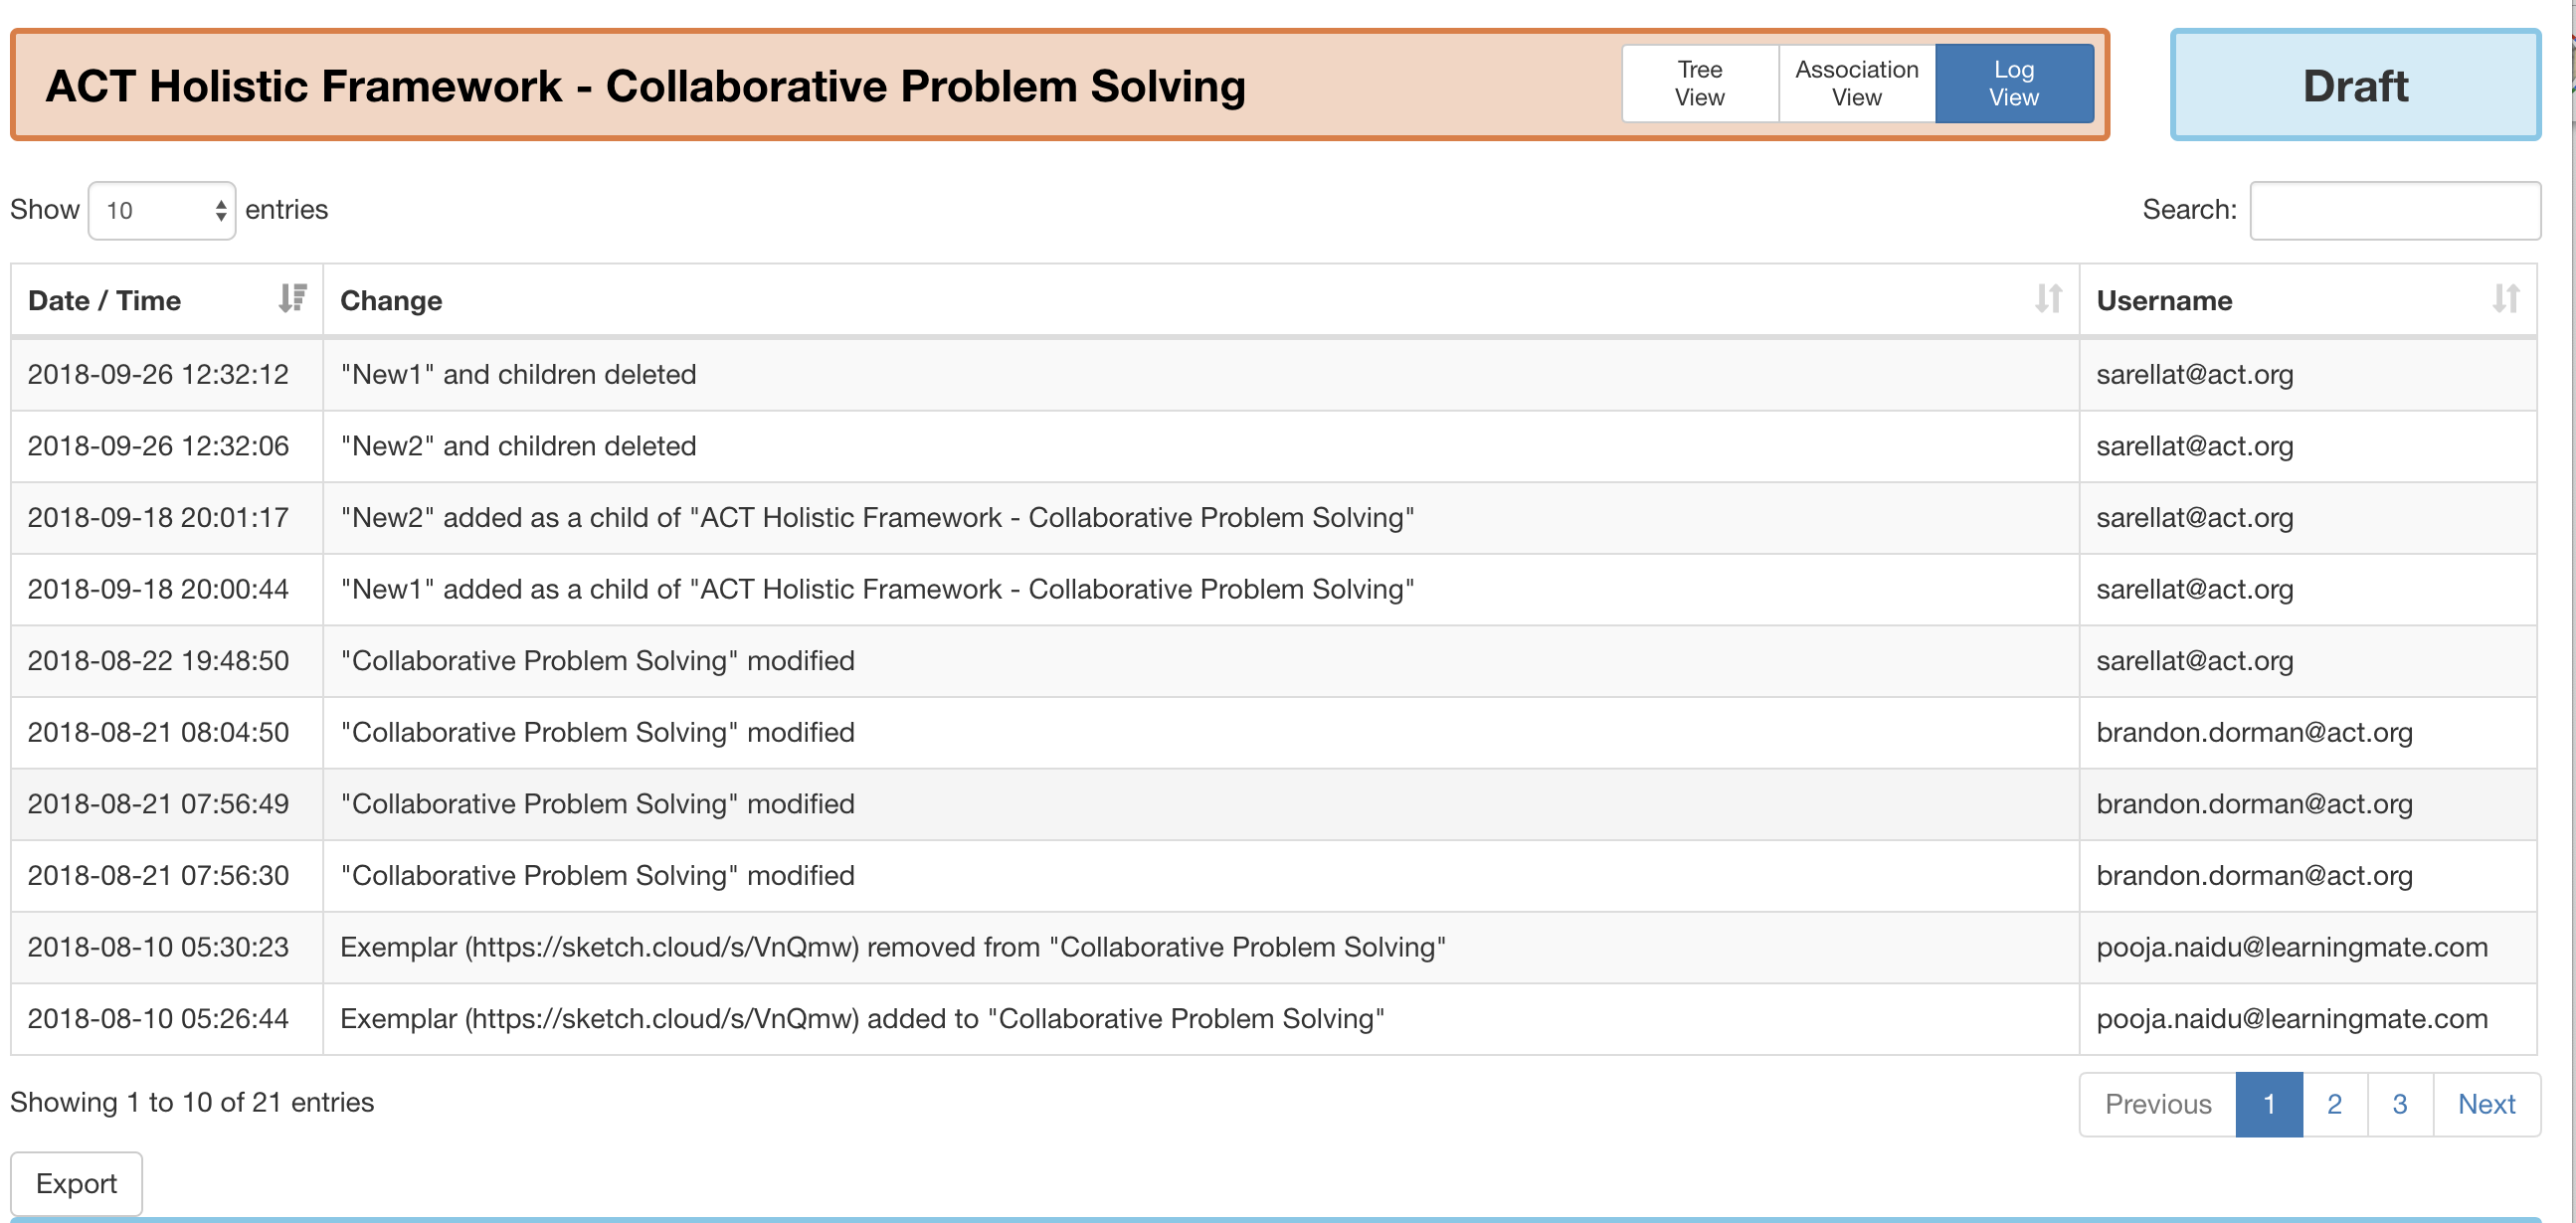 ACT Holistic Framework - Collaborative Problem Solving
Tree View
Association View
Log View
Draft
Show 10 entries
Search:
Date / Time Change Username
2018-09-26 12:32:12 "New1" and children deleted sarellat@act.org
2018-09-26 12:32:06 "New2" and children deleted sarellat@act.org
2018-09-18 20:01:17 "New2" added as a child of "ACT Holistic Framework - Collaborative Problem Solving" sarellat@act.org
2018-09-18 20:00:44 "New1" added as a child of "ACT Holistic Framework - Collaborative Problem Solving" sarellat@act.org
2018-08-22 19:48:50 "Collaborative Problem Solving" modified sarellat@act.org
2018-08-21 08:04:50 "Collaborative Problem Solving" modified brandon.dorman@act.org
2018-08-21 07:56:49 "Collaborative Problem Solving" modified brandon.dorman@act.org
2018-08-21 07:56:30 "Collaborative Problem Solving" modified brandon.dorman@act.org
2018-08-10 05:30:23 Exemplar (https://sketch.cloud/s/VnQmw) removed from "Collaborative Problem Solving" pooja.naidu@learningmate.com
2018-08-10 05:26:44 Exemplar (https://sketch.cloud/s/VnQmw) added to "Collaborative Problem Solving" pooja.naidu@learningmate.com
Showing 1 to 10 of 21 entries
Previous 1 2 3 Next
Export